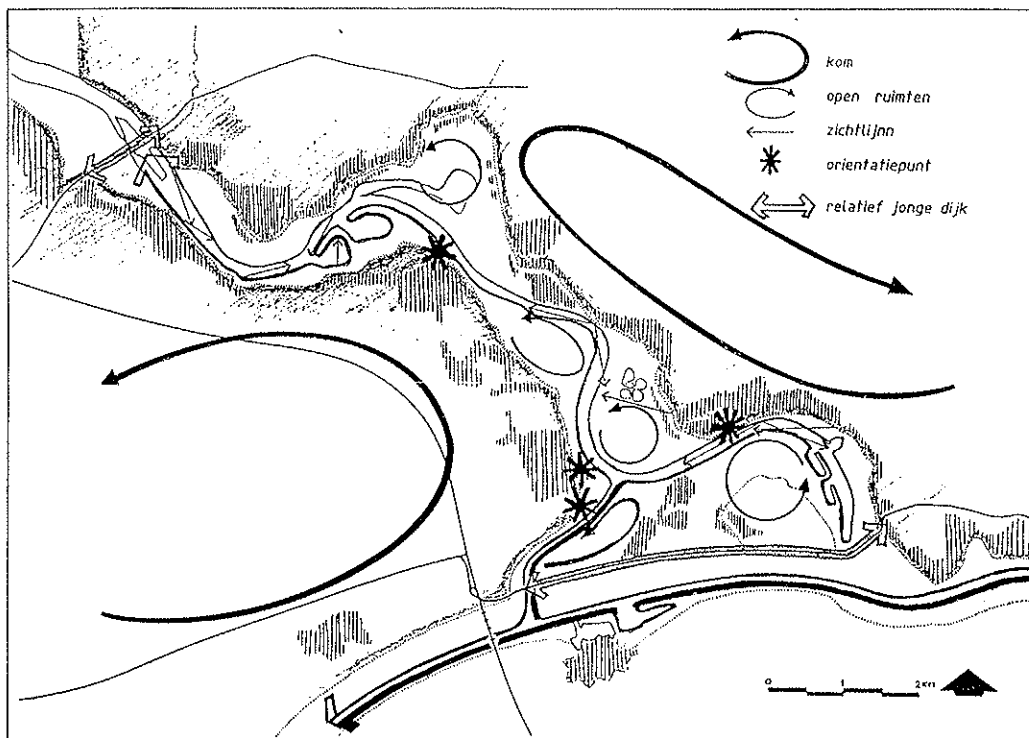 kom
open ruimten
zichtlijnn
orientatiepunt
relatief jonge dijk
0 1 2km